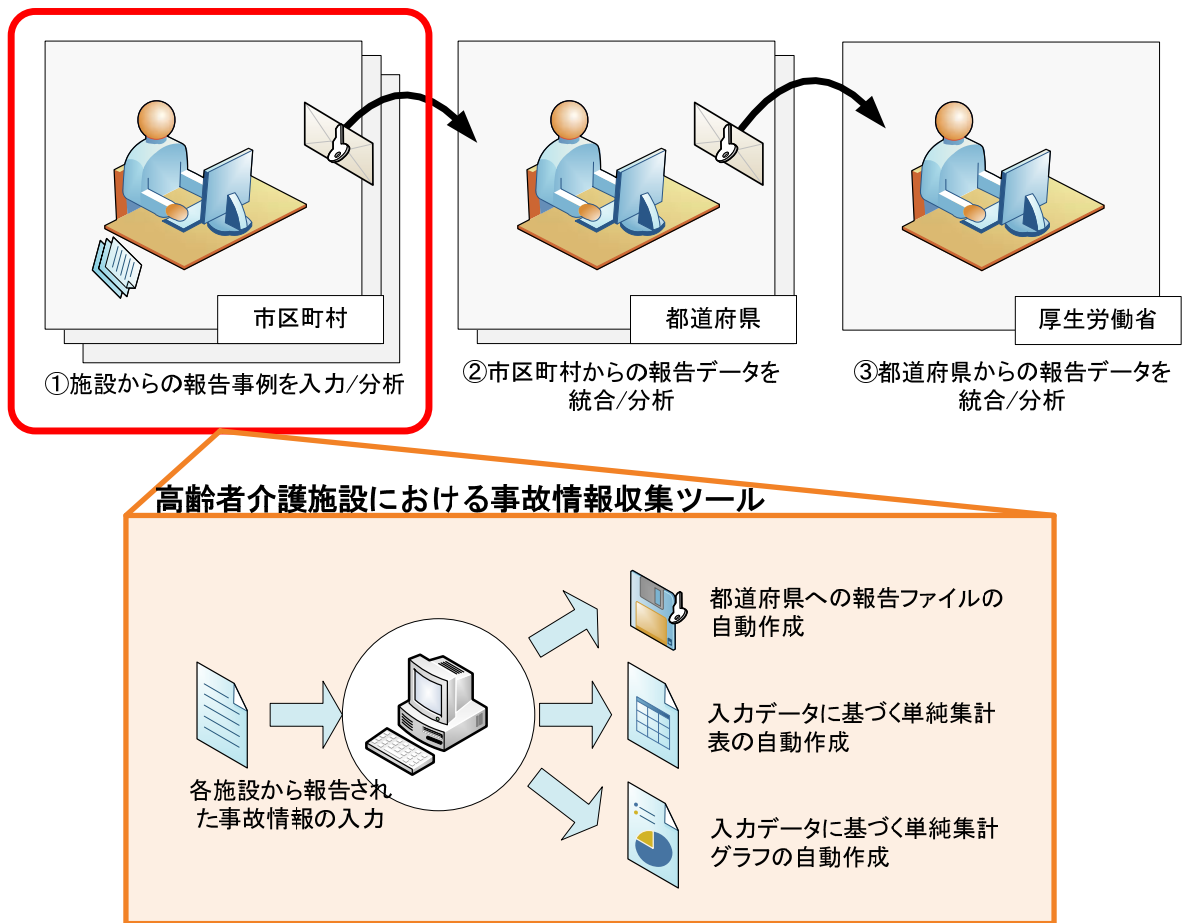 市区町村
都道府県
厚生労働省
①施設からの報告事例を入力/分析
②市区町村からの報告データを
統合/分析
③都道府県からの報告データを
統合/分析
高齢者介護施設における事故情報収集ツール
各施設から報告され
た事故情報の入力
都道府県への報告ファイルの
自動作成
入力データに基づく単純集計
表の自動作成
入力データに基づく単純集計
グラフの自動作成